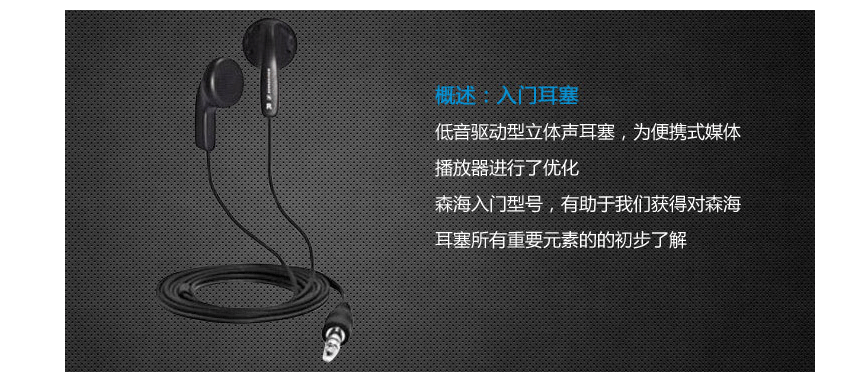 概述：入门耳塞
低音驱动型立体声耳塞，为便携式媒体
播放器进行了优化
森海入门型号，有助于我们获得对森海
耳塞所有重要元素的的初步了解